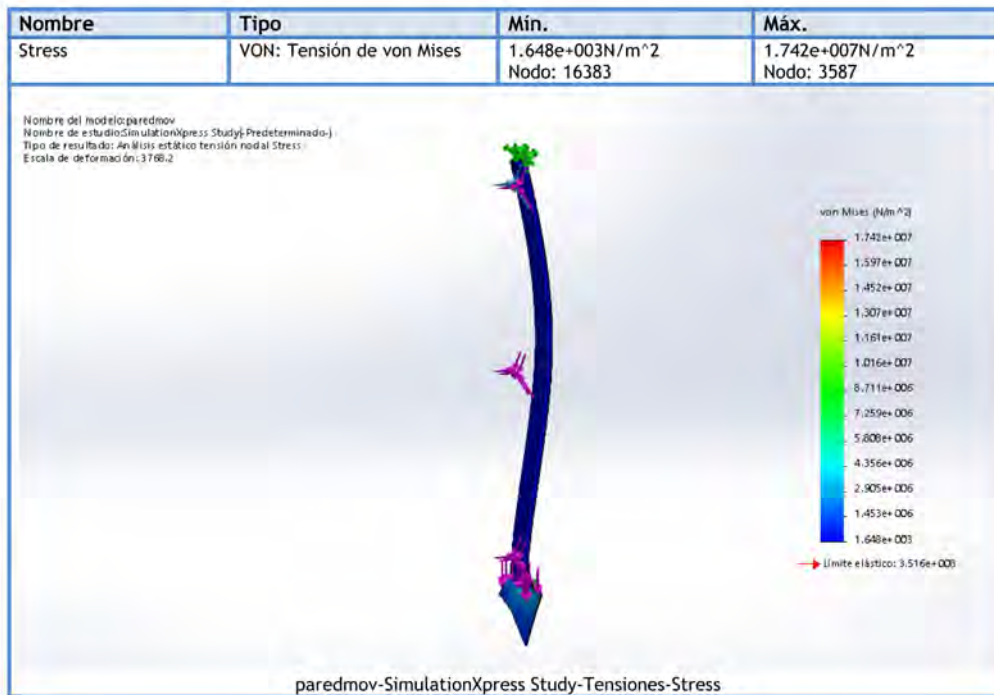 Nombre Tipo Mín. Máx.
Stress VON: Tensión de von Mises 1.648e+003N/m^2 1.742e+007N/m^2
Nodo: 16383 Nodo: 3587
Nombre del modelo:paredmov
Nombre de estudio:SimulationXpress Study(-Predeterminado-)
Tipo de resultado: Análisis estático tensión nodal Stress
Escala de deformación: 3768.2
von Mises (N/m^2)
1.742e+007
1.597e+007
1.452e+007
1.307e+007
1.161e+007
1.016e+007
8.711e+006
7.259e+006
5.808e+006
4.356e+006
2.905e+006
1.453e+006
1.648e+003
Límite elástico: 3.516e+008
paredmov-SimulationXpress Study-Tensiones-Stress